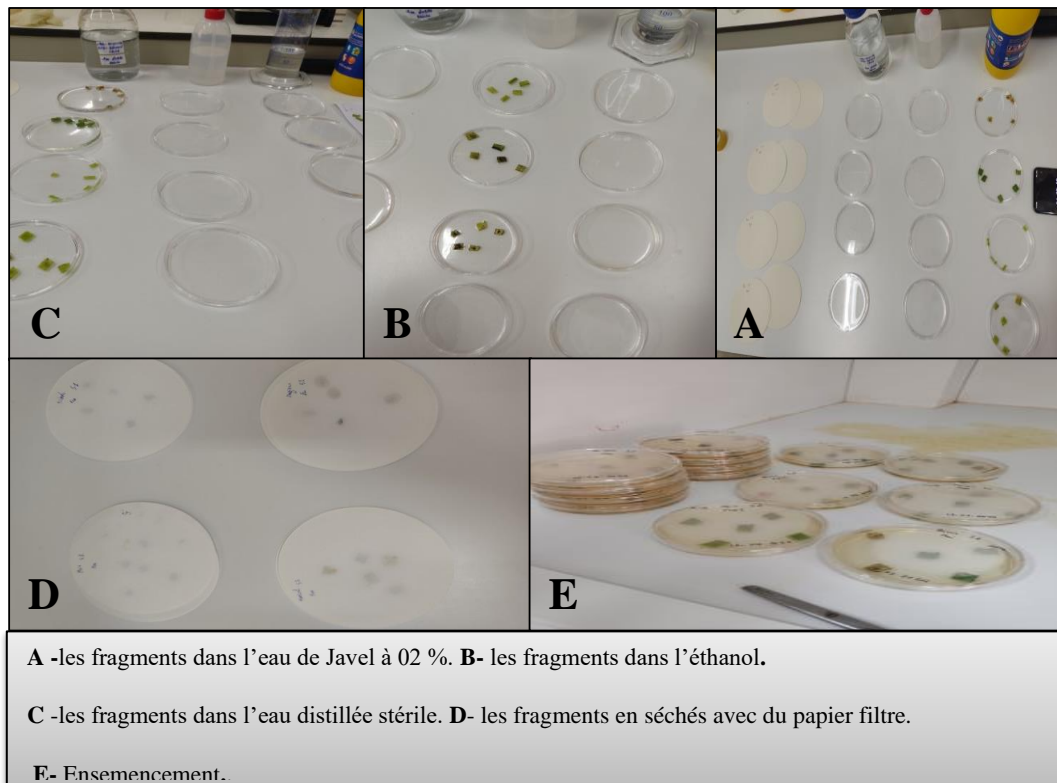 C
B
A
D
E
A -les fragments dans l’eau de Javel à 02 %. B- les fragments dans l’éthanol.
C -les fragments dans l’eau distillée stérile. D- les fragments en séchés avec du papier filtre.
E- Ensemencement.